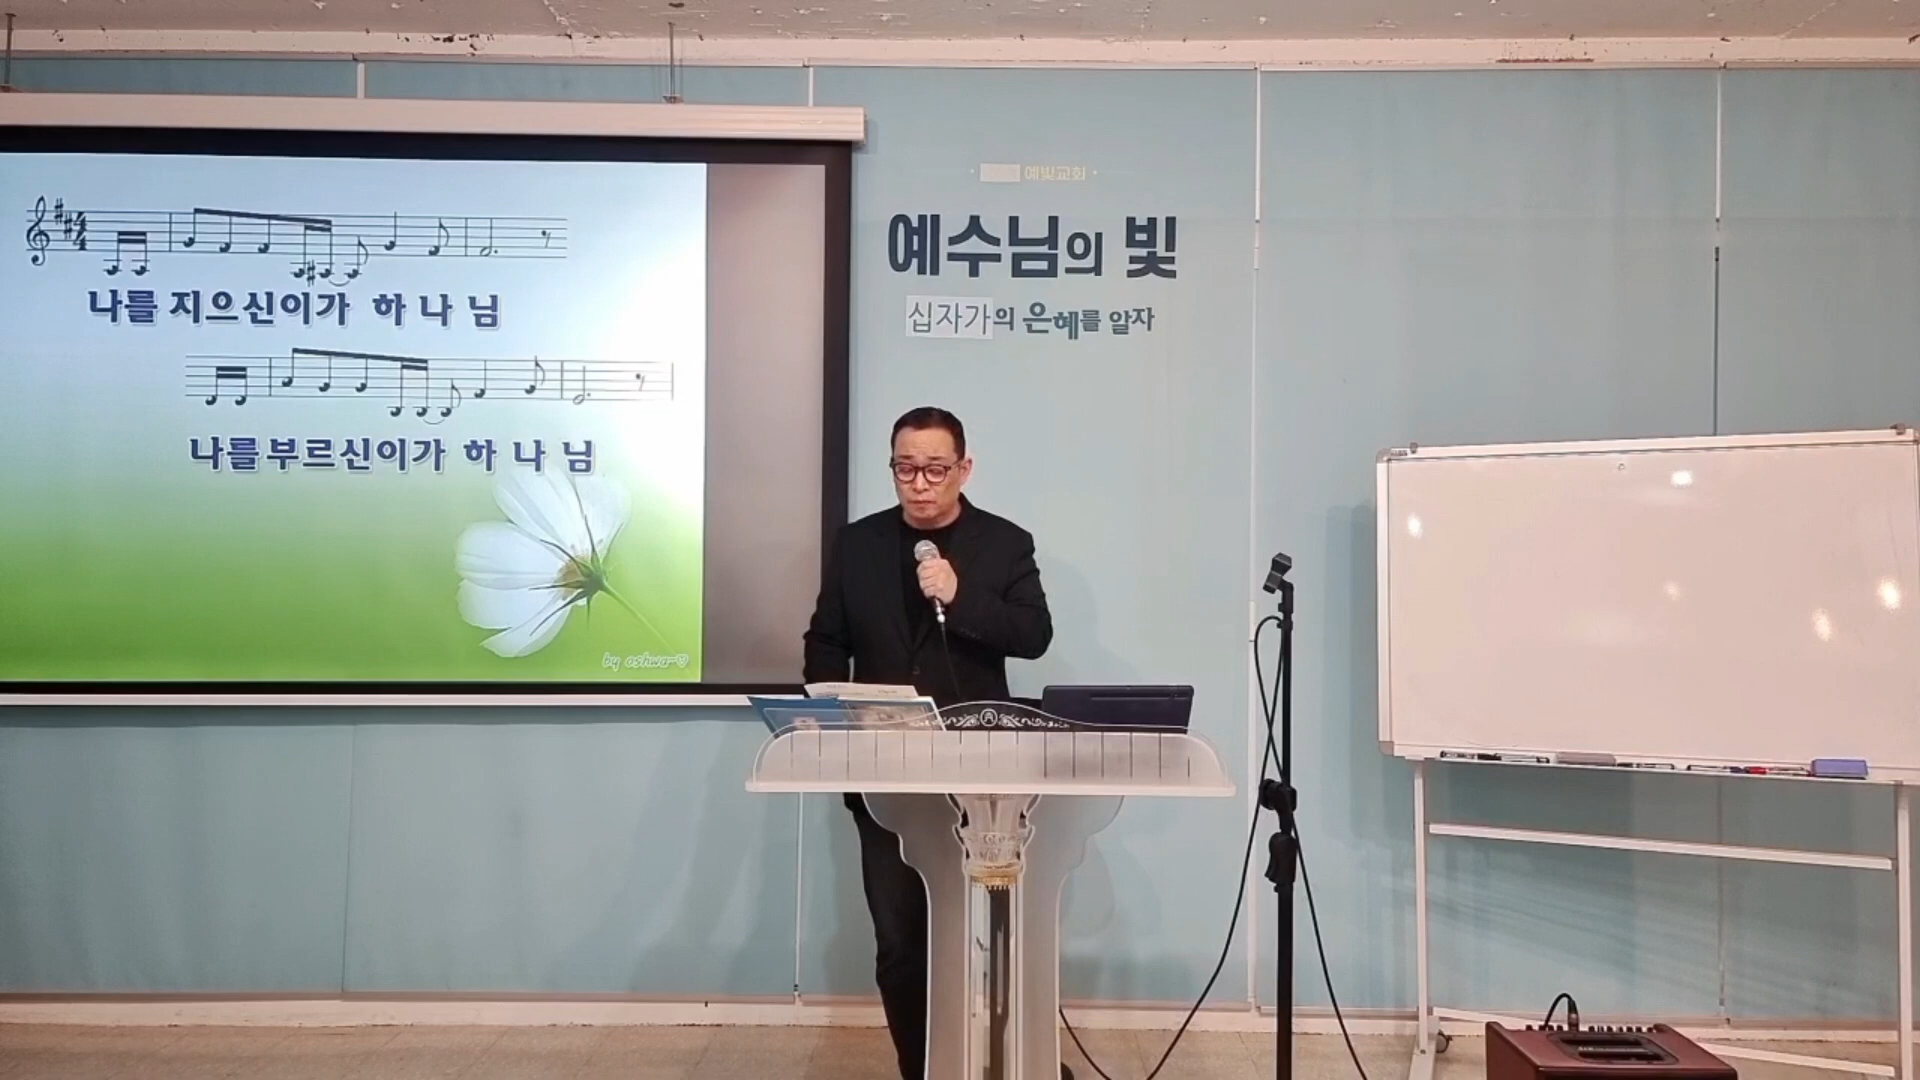 나를 지으신이가 하 나 님
나를 부르신이가 하 나 님
by oshwa-♡
예빛교회
예수님의 빛
십자가의 은혜를 알자